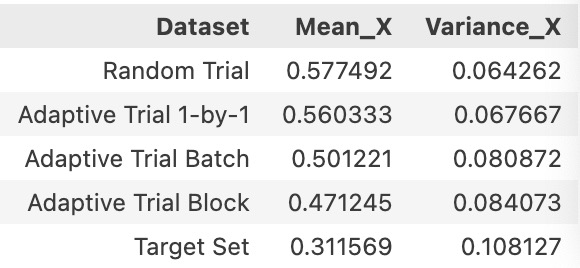 Dataset Mean_X Variance_X
Random Trial 0.577492 0.064262
Adaptive Trial 1-by-1 0.560333 0.067667
Adaptive Trial Batch 0.501221 0.080872
Adaptive Trial Block 0.471245 0.084073
Target Set 0.311569 0.108127